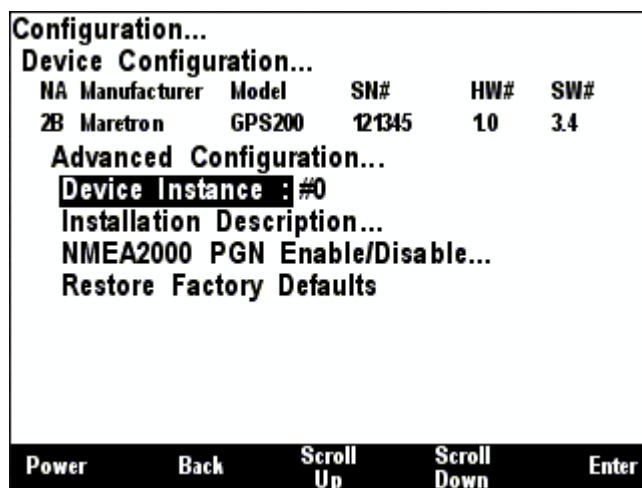 Configuration...
Device Configuration...
NA Manufacturer Model SN# HW# SW#
2B Maretron GPS200 121345 1.0 3.4
Advanced Configuration...
Device Instance : #0
Installation Description...
NMEA2000 PGN Enable/Disable...
Restore Factory Defaults
Power Back Scroll Up Scroll Down Enter